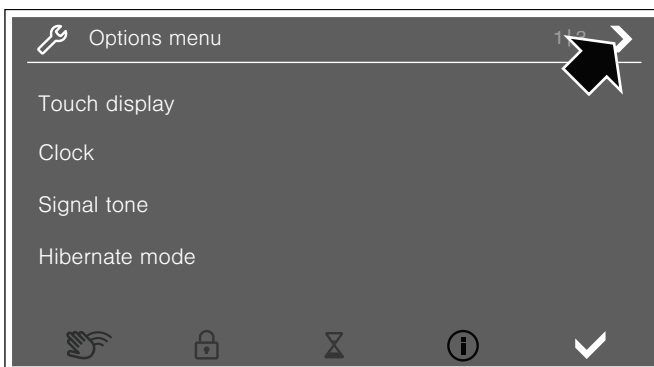 Options menu
Touch display
Clock
Signal tone
Hibernate mode